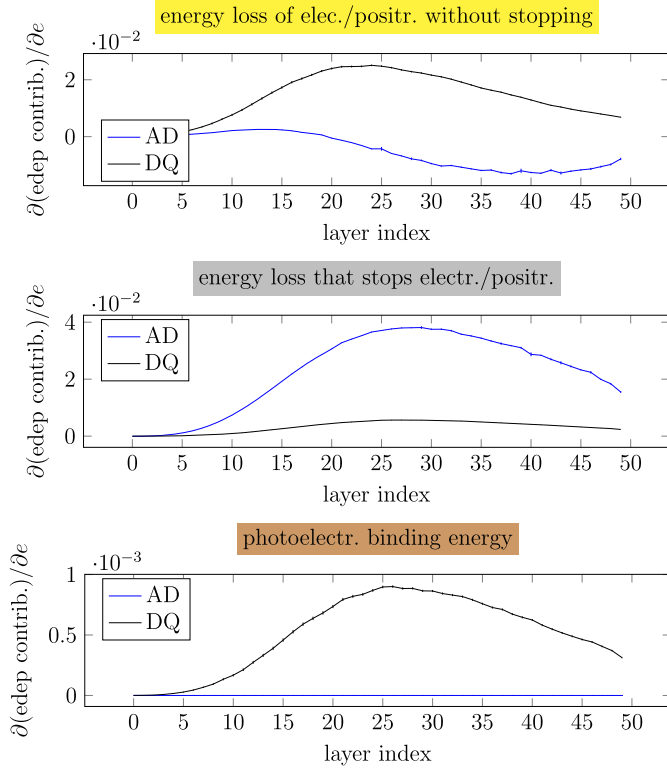 energy loss of elec./positr. without stopping
·10⁻²
∂(edep contrib.)/∂e
2
0
AD
DQ
0 5 10 15 20 25 30 35 40 45 50
layer index
energy loss that stops electr./positr.
·10⁻²
∂(edep contrib.)/∂e
4
2
0
AD
DQ
0 5 10 15 20 25 30 35 40 45 50
layer index
photoelectr. binding energy
·10⁻³
∂(edep contrib.)/∂e
1
0.5
0
AD
DQ
0 5 10 15 20 25 30 35 40 45 50
layer index